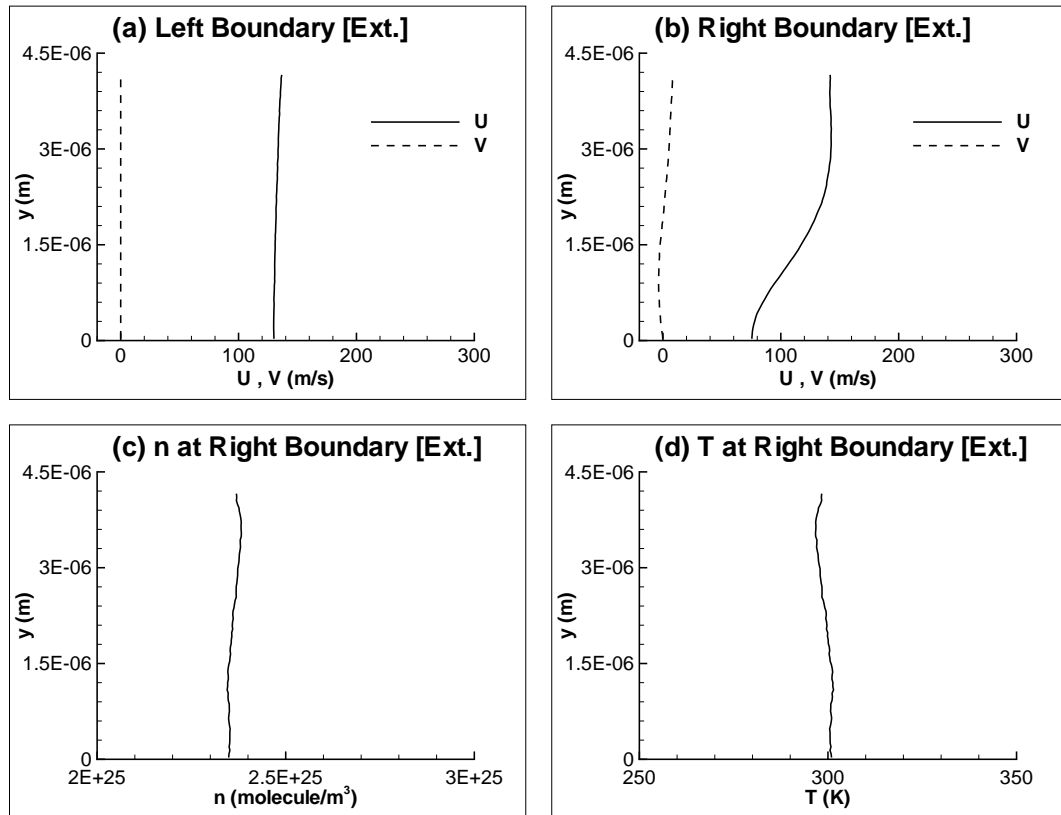 (a) Left Boundary [Ext.]
4.5E-06
3E-06
1.5E-06
0
y (m)
U
V
0 100 200 300
U , V (m/s)
(b) Right Boundary [Ext.]
4.5E-06
3E-06
1.5E-06
0
y (m)
U
V
0 100 200 300
U , V (m/s)
(c) n at Right Boundary [Ext.]
4.5E-06
3E-06
1.5E-06
0
y (m)
2E+25 2.5E+25 3E+25
n (molecule/m³)
(d) T at Right Boundary [Ext.]
4.5E-06
3E-06
1.5E-06
0
y (m)
250 300 350
T (K)